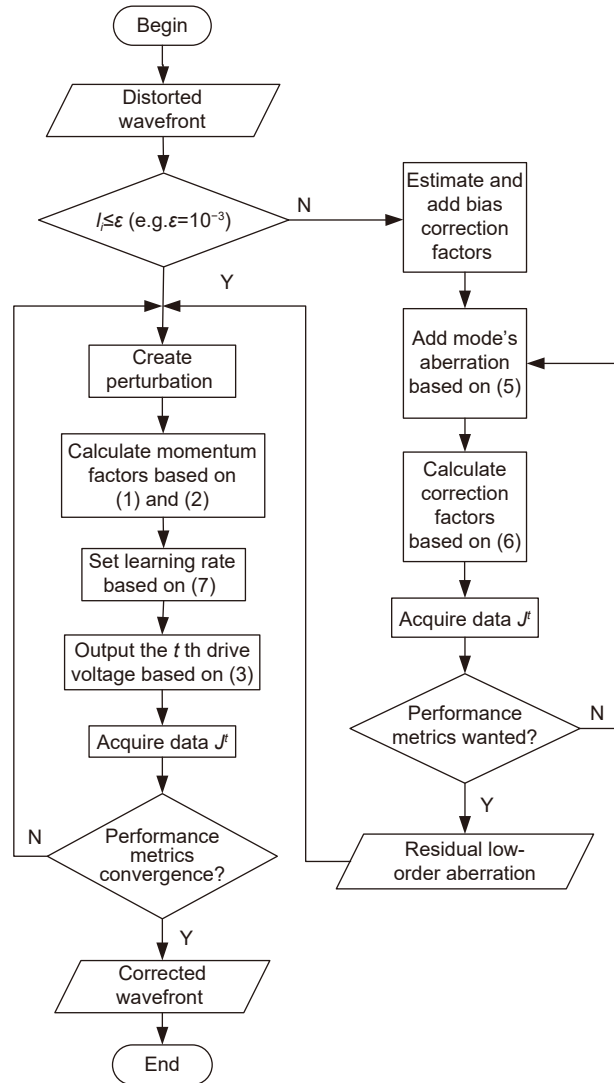 Begin
Distorted
wavefront
Iᵢ≤ε (e.g.ε=10⁻³)
N
Y
Estimate and
add bias
correction
factors
Create
perturbation
Add mode's
aberration
based on (5)
Calculate momentum
factors based on
(1) and (2)
Calculate
correction
factors
based on (6)
Set learning rate
based on (7)
Acquire data Jᵗ
Output the t th drive
voltage based on (3)
Performance
metrics wanted?
N
Y
Acquire data Jᵗ
Performance
metrics
convergence?
N
Y
Residual low-
order aberration
Corrected
wavefront
End